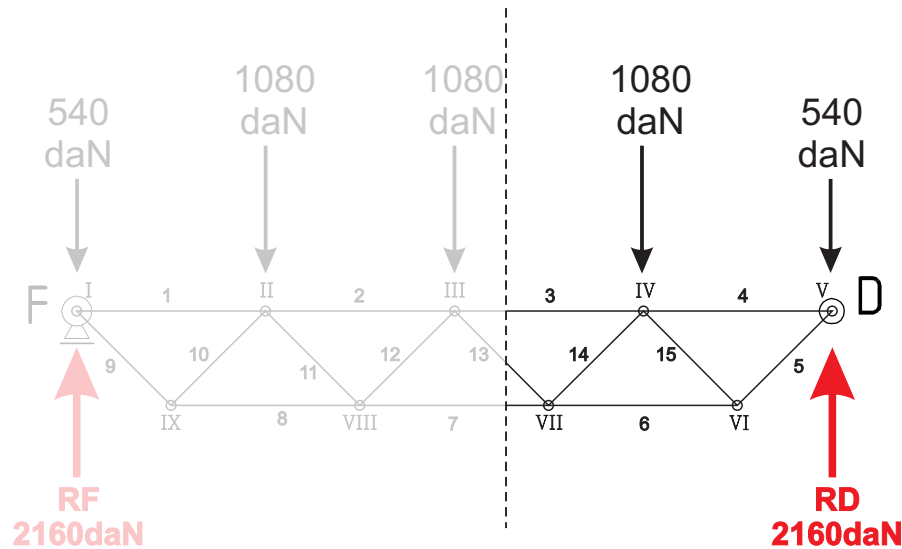 1080
daN
1080
daN
1080
daN
540
daN
540
daN
I
II
III
IV
V
F
D
1
2
3
4
9
10
11
12
13
14
15
5
IX
8
VIII
7
VII
6
VI
RF
2160daN
RD
2160daN